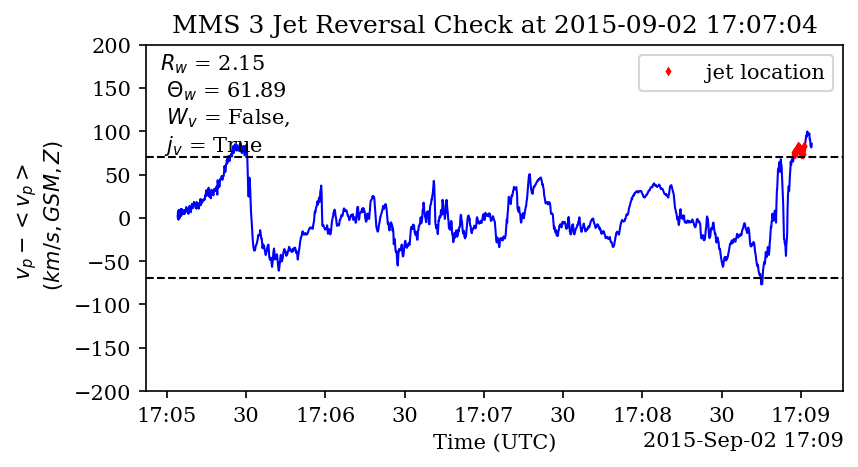 MMS 3 Jet Reversal Check at 2015-09-02 17:07:04
200
150
100
50
0
−50
−100
−150
−200
v_p − < v_p >
(km/s, GSM, Z)
R_w = 2.15
Θ_w = 61.89
W_v = False,
j_v = True
jet location
17:05 30 17:06 30 17:07 30 17:08 30 17:09
Time (UTC)
2015-Sep-02 17:09